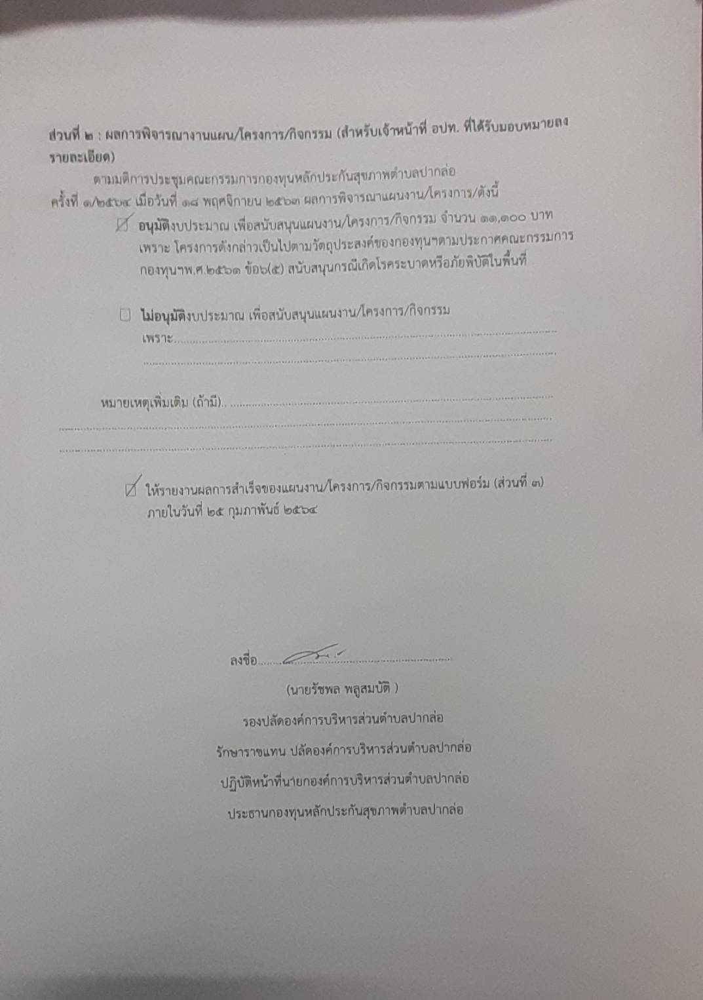 ส่วนที่ ๒ : ผลการพิจารณางานแผน/โครงการ/กิจกรรม (สำหรับเจ้าหน้าที่ อปท. ที่ได้รับมอบหมายลง
รายละเอียด)
ตามมติการประชุมคณะกรรมการกองทุนหลักประกันสุขภาพตำบลปากล่อ
ครั้งที่ ๑/๒๕๖๔ เมื่อวันที่ ๑๘ พฤศจิกายน ๒๕๖๓ ผลการพิจารณาแผนงาน/โครงการ/ดังนี้
อนุมัติงบประมาณ เพื่อสนับสนุนแผนงาน/โครงการ/กิจกรรม จำนวน ๑๑,๑๐๐ บาท
เพราะ โครงการดังกล่าวเป็นไปตามวัตถุประสงค์ของกองทุนฯตามประกาศคณะกรรมการ
กองทุนฯพ.ศ.๒๕๖๑ ข้อ๖(๕) สนับสนุนกรณีเกิดโรคระบาดหรือภัยพิบัติในพื้นที่
ไม่อนุมัติงบประมาณ เพื่อสนับสนุนแผนงาน/โครงการ/กิจกรรม
เพราะ
หมายเหตุเพิ่มเติม (ถ้ามี)
ให้รายงานผลการสำเร็จของแผนงาน/โครงการ/กิจกรรมตามแบบฟอร์ม (ส่วนที่ ๓)
ภายในวันที่ ๒๕ กุมภาพันธ์ ๒๕๖๔
ลงชื่อ
(นายรัชพล พลูสมบัติ )
รองปลัดองค์การบริหารส่วนตำบลปากล่อ
รักษาราชแทน ปลัดองค์การบริหารส่วนตำบลปากล่อ
ปฏิบัติหน้าที่นายกองค์การบริหารส่วนตำบลปากล่อ
ประธานกองทุนหลักประกันสุขภาพตำบลปากล่อ